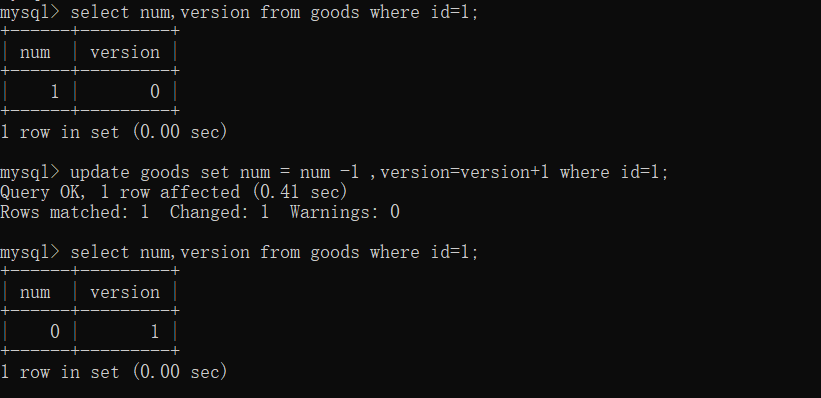 mysql> select num,version from goods where id=1;
+------+---------+
| num  | version |
+------+---------+
|    1 |       0 |
+------+---------+
1 row in set (0.00 sec)
mysql> update goods set num = num -1 ,version=version+1 where id=1;
Query OK, 1 row affected (0.41 sec)
Rows matched: 1  Changed: 1  Warnings: 0
mysql> select num,version from goods where id=1;
+------+---------+
| num  | version |
+------+---------+
|    0 |       1 |
+------+---------+
1 row in set (0.00 sec)